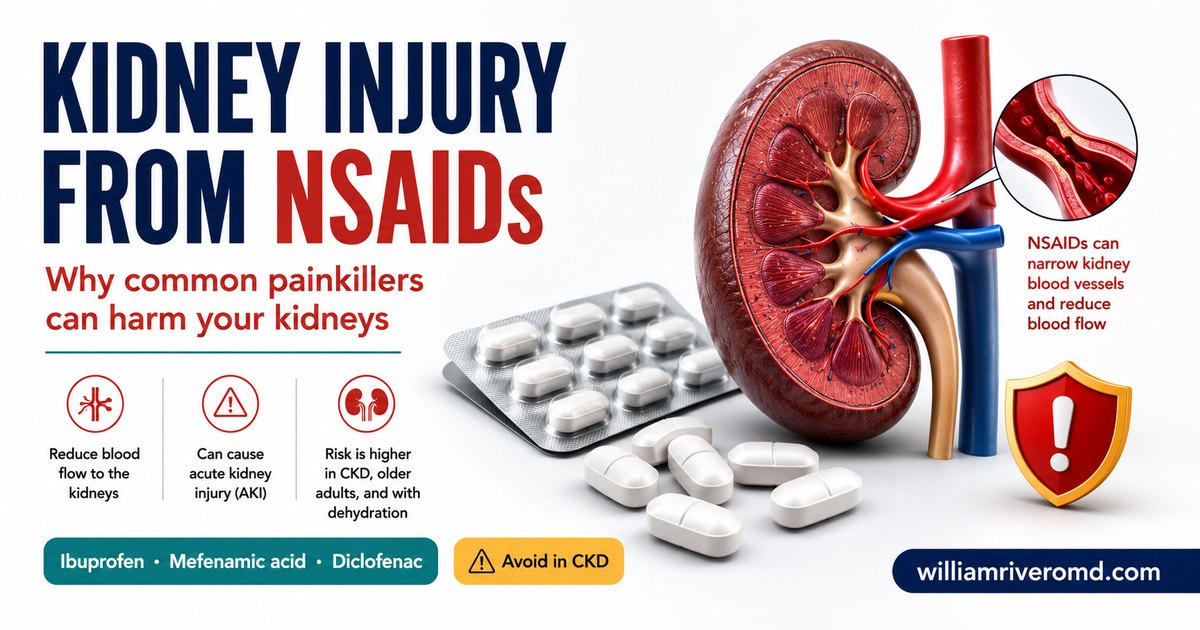 KIDNEY INJURY
FROM NSAIDs
Why common painkillers
can harm your kidneys
Reduce blood
flow to the
kidneys
Can cause
acute kidney
injury (AKI)
Risk is higher
in CKD, older
adults, and with
dehydration
Ibuprofen • Mefenamic acid • Diclofenac
Avoid in CKD
NSAIDs can
narrow kidney
blood vessels
and reduce
blood flow
williamriveromd.com